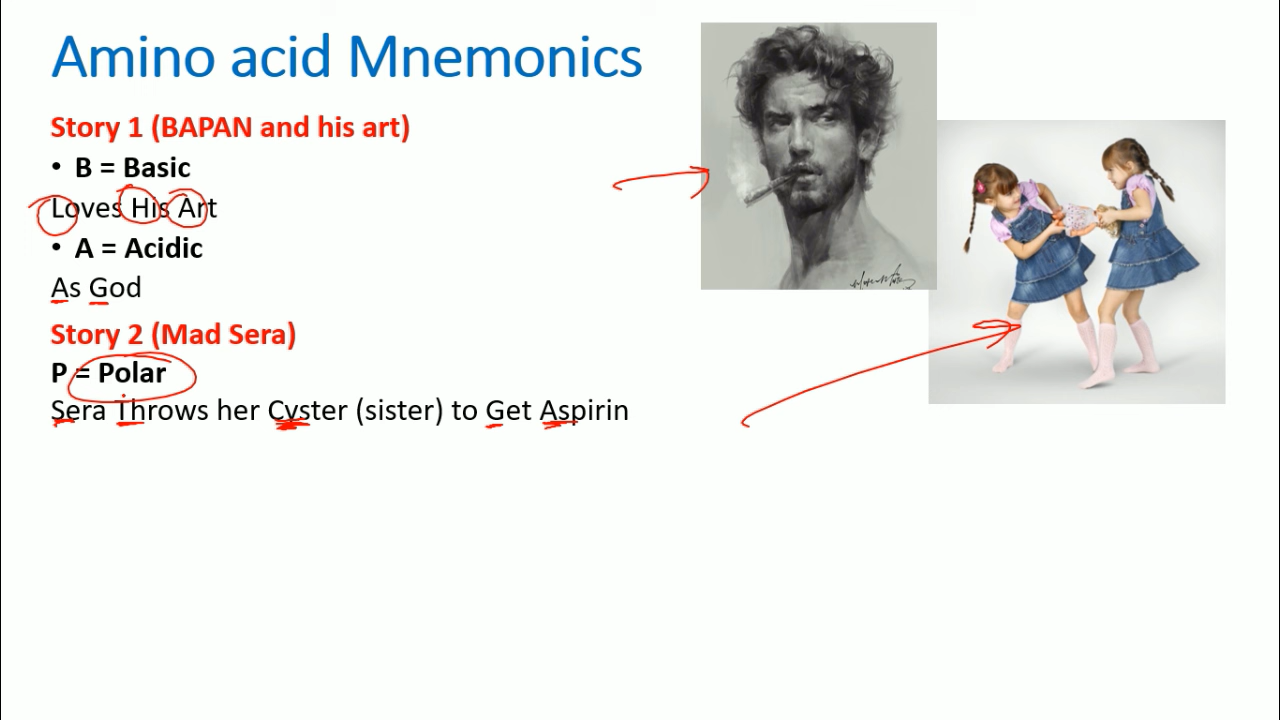 Amino acid Mnemonics
Story 1 (BAPAN and his art)
• B = Basic
Loves His Art
• A = Acidic
As God
Story 2 (Mad Sera)
P = Polar
Sera Throws her Cyster (sister) to Get Aspirin